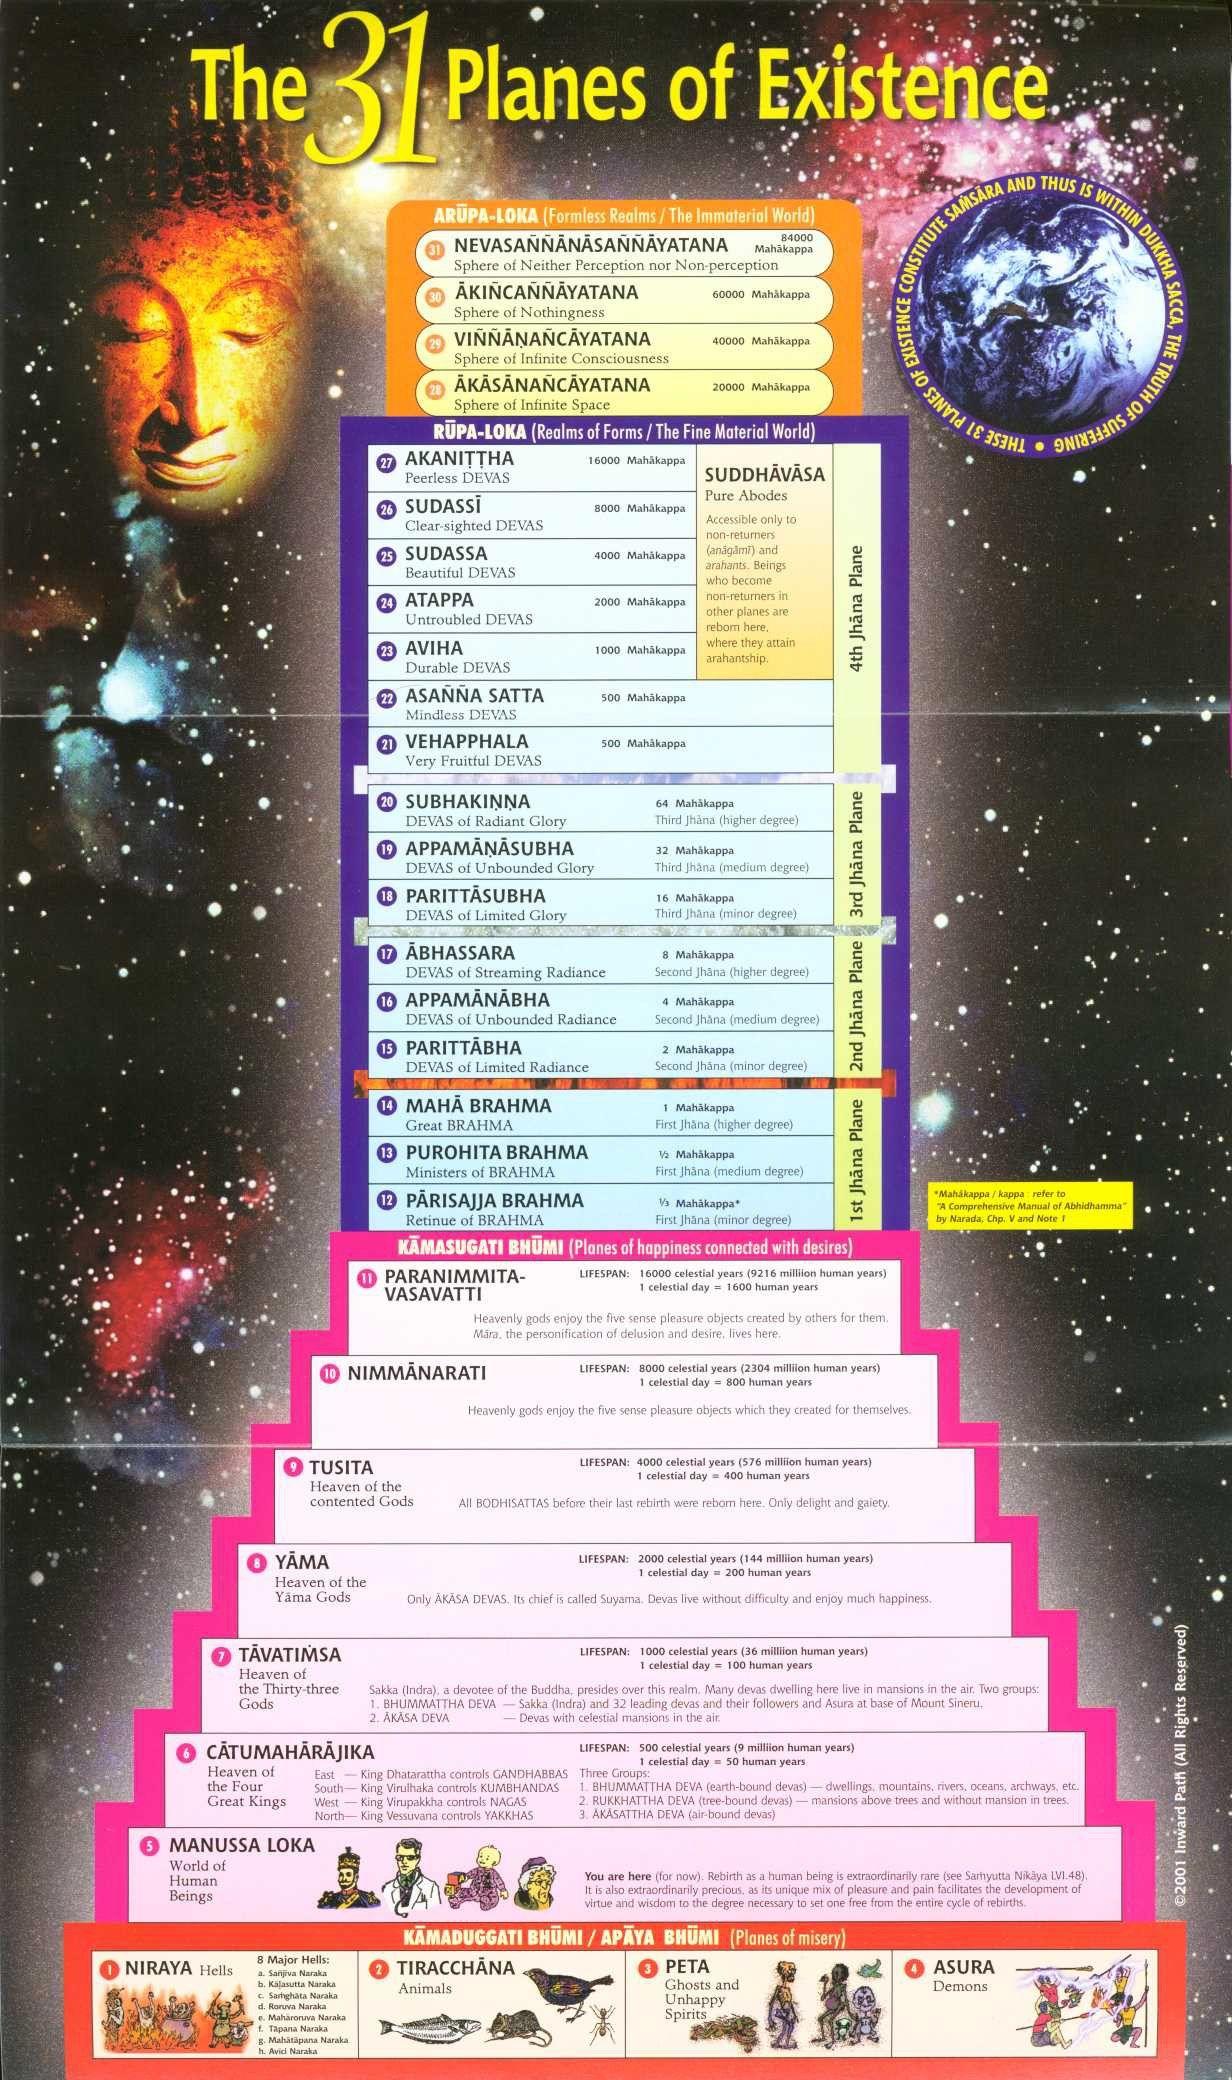 The 31 Planes of Existence
ARŪPA-LOKA (Formless Realms / The Immaterial World)
31 NEVASAÑÑĀNĀSAÑÑĀYATANA 84000 Mahākappa
Sphere of Neither Perception nor Non-perception
30 ĀKIÑCAÑÑĀYATANA 60000 Mahākappa
Sphere of Nothingness
29 VIÑÑĀṆAÑCĀYATANA 40000 Mahākappa
Sphere of Infinite Consciousness
28 ĀKĀSĀNAÑCĀYATANA 20000 Mahākappa
Sphere of Infinite Space
THESE 31 PLANES OF EXISTENCE CONSTITUTE SAṀSĀRA AND THUS IS WITHIN DUKKHA SACCA, THE TRUTH OF SUFFERING •
RŪPA-LOKA (Realms of Forms / The Fine Material World)
27 AKANIṬṬHA 16000 Mahākappa
Peerless DEVAS
26 SUDASSĪ 8000 Mahākappa
Clear-sighted DEVAS
25 SUDASSA 4000 Mahākappa
Beautiful DEVAS
24 ATAPPA 2000 Mahākappa
Untroubled DEVAS
23 AVIHA 1000 Mahākappa
Durable DEVAS
SUDDHĀVĀSA
Pure Abodes
Accessible only to
non-returners
(anāgāmī) and
arahants. Beings
who become
non-returners in
other planes are
reborn here,
where they attain
arahantship.
22 ASAÑÑA SATTA 500 Mahākappa
Mindless DEVAS
21 VEHAPPHALA 500 Mahākappa
Very Fruitful DEVAS
4th Jhāna Plane
20 SUBHAKIṆṆA 64 Mahākappa
DEVAS of Radiant Glory Third Jhāna (higher degree)
19 APPAMĀṆĀSUBHA 32 Mahākappa
DEVAS of Unbounded Glory Third Jhāna (medium degree)
18 PARITTĀSUBHA 16 Mahākappa
DEVAS of Limited Glory Third Jhāna (minor degree)
3rd Jhāna Plane
17 ĀBHASSARA 8 Mahākappa
DEVAS of Streaming Radiance Second Jhāna (higher degree)
16 APPAMĀNĀBHA 4 Mahākappa
DEVAS of Unbounded Radiance Second Jhāna (medium degree)
15 PARITTĀBHA 2 Mahākappa
DEVAS of Limited Radiance Second Jhāna (minor degree)
2nd Jhāna Plane
14 MAHĀ BRAHMA 1 Mahākappa
Great BRAHMA First Jhāna (higher degree)
13 PUROHITA BRAHMA ½ Mahākappa
Ministers of BRAHMA First Jhāna (medium degree)
12 PĀRISAJJA BRAHMA ⅓ Mahākappa*
Retinue of BRAHMA First Jhāna (minor degree)
1st Jhāna Plane
*Mahākappa / kappa : refer to
"A Comprehensive Manual of Abhidhamma"
by Narada, Chp. V and Note 1
KĀMASUGATI BHŪMI (Planes of happiness connected with desires)
11 PARANIMMITA-
VASAVATTI
LIFESPAN: 16000 celestial years (9216 milliion human years)
1 celestial day = 1600 human years
Heavenly gods enjoy the five sense pleasure objects created by others for them.
Māra, the personification of delusion and desire, lives here.
10 NIMMĀNARATI
LIFESPAN: 8000 celestial years (2304 milliion human years)
1 celestial day = 800 human years
Heavenly gods enjoy the five sense pleasure objects which they created for themselves.
9 TUSITA
Heaven of the
contented Gods
LIFESPAN: 4000 celestial years (576 milliion human years)
1 celestial day = 400 human years
All BODHISATTAS before their last rebirth were reborn here. Only delight and gaiety.
8 YĀMA
Heaven of the
Yāma Gods
LIFESPAN: 2000 celestial years (144 milliion human years)
1 celestial day = 200 human years
Only ĀKĀSA DEVAS. Its chief is called Suyama. Devas live without difficulty and enjoy much happiness.
7 TĀVATIṀSA
Heaven of
the Thirty-three
Gods
LIFESPAN: 1000 celestial years (36 milliion human years)
1 celestial day = 100 human years
Sakka (Indra), a devotee of the Buddha, presides over this realm. Many devas dwelling here live in mansions in the air. Two groups:
1. BHUMMATTHA DEVA — Sakka (Indra) and 32 leading devas and their followers and Asura at base of Mount Sineru.
2. ĀKĀSA DEVA — Devas with celestial mansions in the air.
6 CĀTUMAHĀRĀJIKA
Heaven of
the Four
Great Kings
LIFESPAN: 500 celestial years (9 milliion human years)
1 celestial day = 50 human years
East — King Dhatarattha controls GANDHABBAS
South — King Virulhaka controls KUMBHANDAS
West — King Virupakkha controls NAGAS
North — King Vessuvana controls YAKKHAS
Three Groups:
1. BHUMMATTHA DEVA (earth-bound devas) — dwellings, mountains, rivers, oceans, archways, etc.
2. RUKKHATTHA DEVA (tree-bound devas) — mansions above trees and without mansion in trees.
3. ĀKĀSATTHA DEVA (air-bound devas)
5 MANUSSA LOKA
World of
Human
Beings
You are here (for now). Rebirth as a human being is extraordinarily rare (see Saṁyutta Nikāya LVI.48).
It is also extraordinarily precious, as its unique mix of pleasure and pain facilitates the development of
virtue and wisdom to the degree necessary to set one free from the entire cycle of rebirths.
KĀMADUGGATI BHŪMI / APĀYA BHŪMI (Planes of misery)
1 NIRAYA Hells
8 Major Hells:
a. Sañjiva Naraka
b. Kāḷasutta Naraka
c. Saṁghāta Naraka
d. Roruva Naraka
e. Mahāroruva Naraka
f. Tāpana Naraka
g. Mahātāpana Naraka
h. Avici Naraka
2 TIRACCHĀNA
Animals
3 PETA
Ghosts and
Unhappy
Spirits
4 ASURA
Demons
©2001 Inward Path (All Rights Reserved)